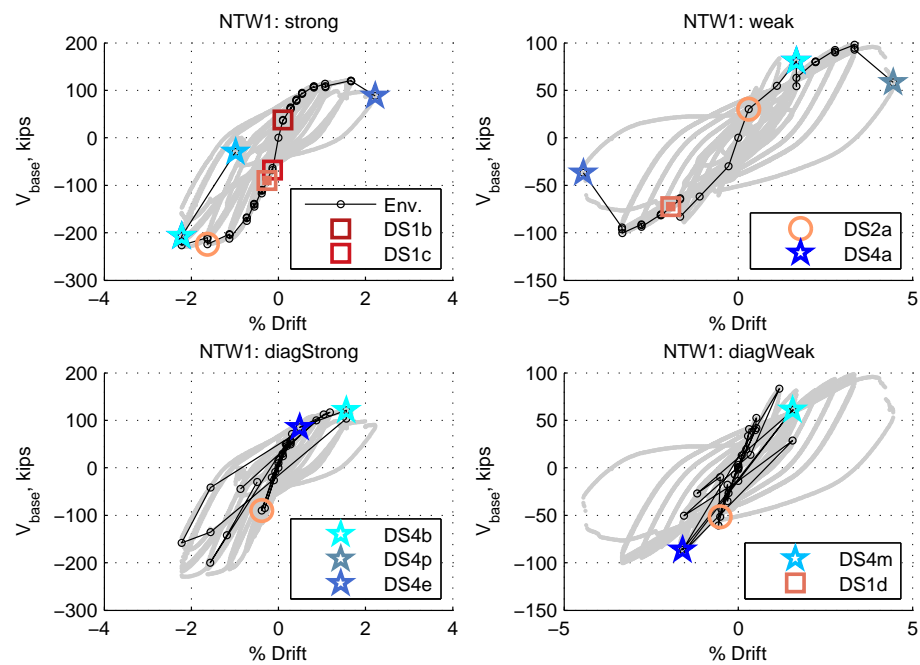 NTW1: strong
200
100
0
−100
−200
−300
V_base, kips
−4
−2
0
2
4
% Drift
Env.
DS1b
DS1c
NTW1: weak
100
50
0
−50
−100
−150
V_base, kips
−5
0
5
% Drift
DS2a
DS4a
NTW1: diagStrong
200
100
0
−100
−200
−300
V_base, kips
−4
−2
0
2
4
% Drift
DS4b
DS4p
DS4e
NTW1: diagWeak
100
50
0
−50
−100
−150
V_base, kips
−5
0
5
% Drift
DS4m
DS1d